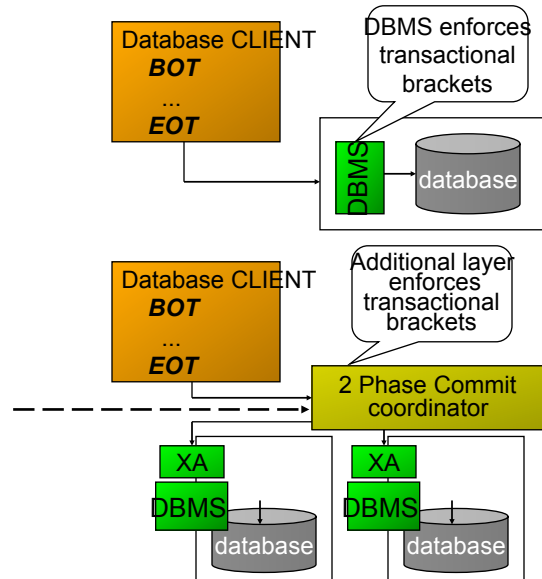 Database CLIENT
BOT
...
EOT
DBMS enforces
transactional
brackets
DBMS
database
Database CLIENT
BOT
...
EOT
Additional layer
enforces
transactional
brackets
2 Phase Commit
coordinator
XA
DBMS
database
XA
DBMS
database